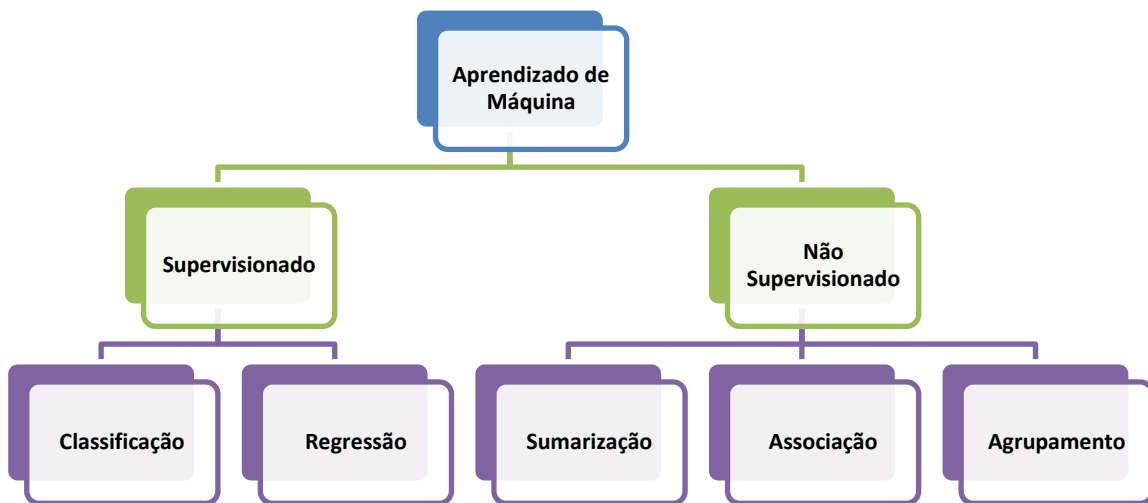 Aprendizado de
Máquina
Supervisionado
Não
Supervisionado
Classificação
Regressão
Sumarização
Associação
Agrupamento